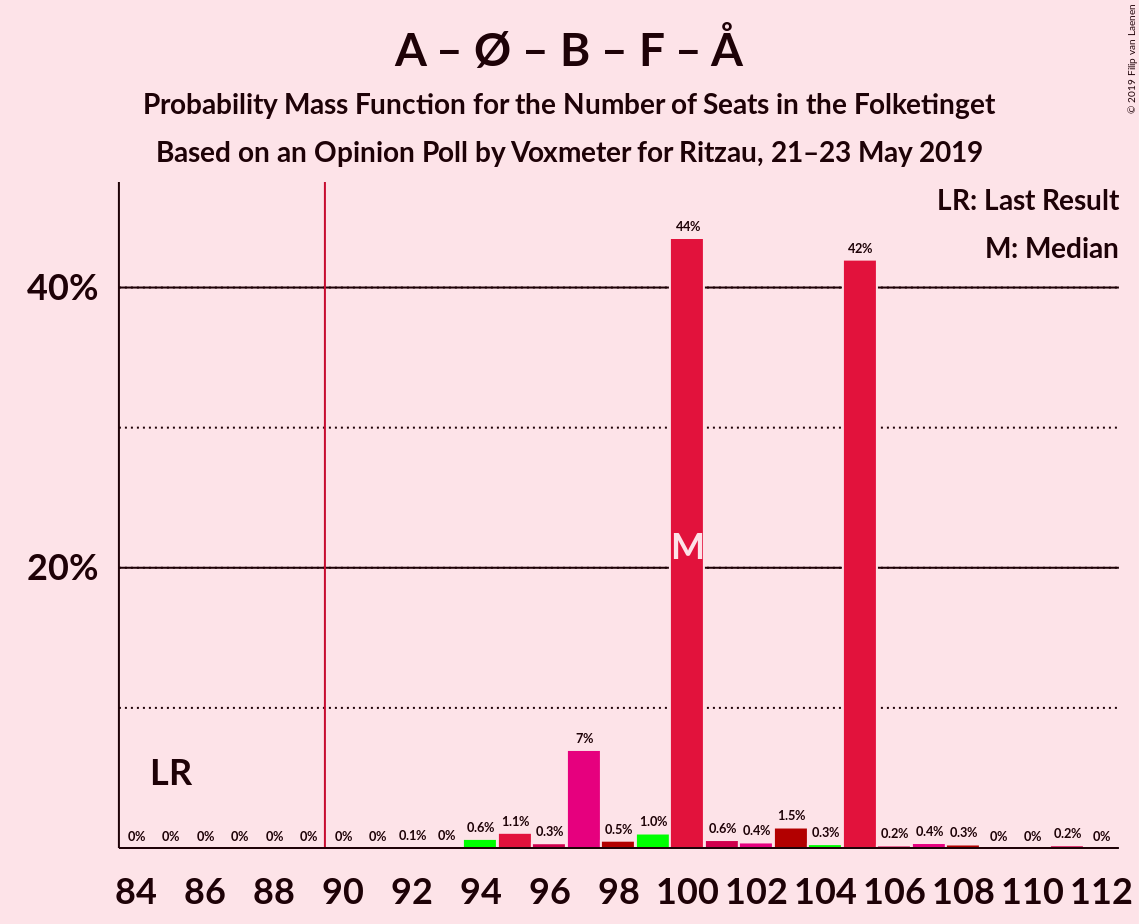 A – Ø – B – F – Å
Probability Mass Function for the Number of Seats in the Folketinget
Based on an Opinion Poll by Voxmeter for Ritzau, 21–23 May 2019
© 2019 Filip van Laenen
LR: Last Result
M: Median
40%
20%
44%
42%
M
7%
LR
0% 0% 0% 0% 0% 0% 0% 0% 0.1% 0% 0.6% 1.1% 0.3% 0.5% 1.0% 0.6% 0.4% 1.5% 0.3% 0.2% 0.4% 0.3% 0% 0% 0.2% 0%
84 86 88 90 92 94 96 98 100 102 104 106 108 110 112